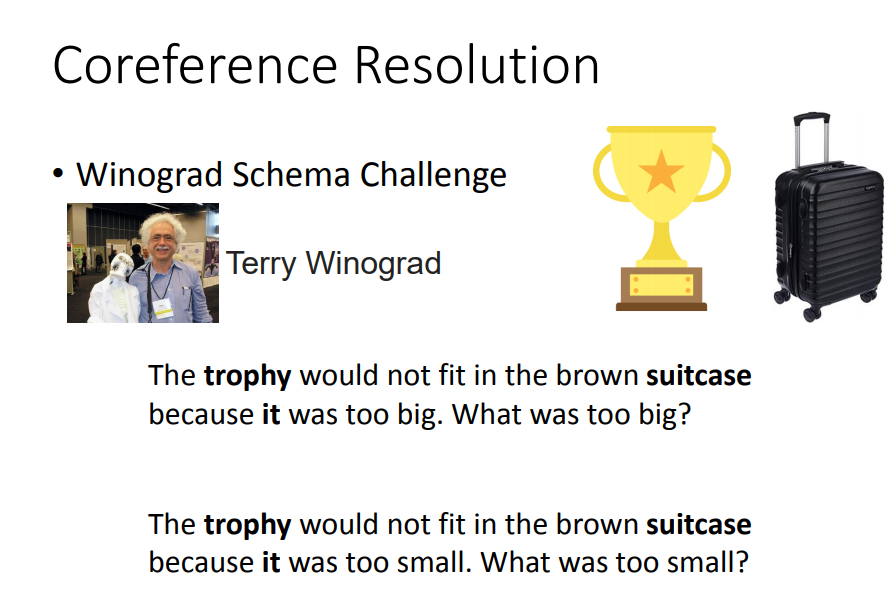 Coreference Resolution
• Winograd Schema Challenge
Terry Winograd
The trophy would not fit in the brown suitcase
because it was too big. What was too big?
The trophy would not fit in the brown suitcase
because it was too small. What was too small?